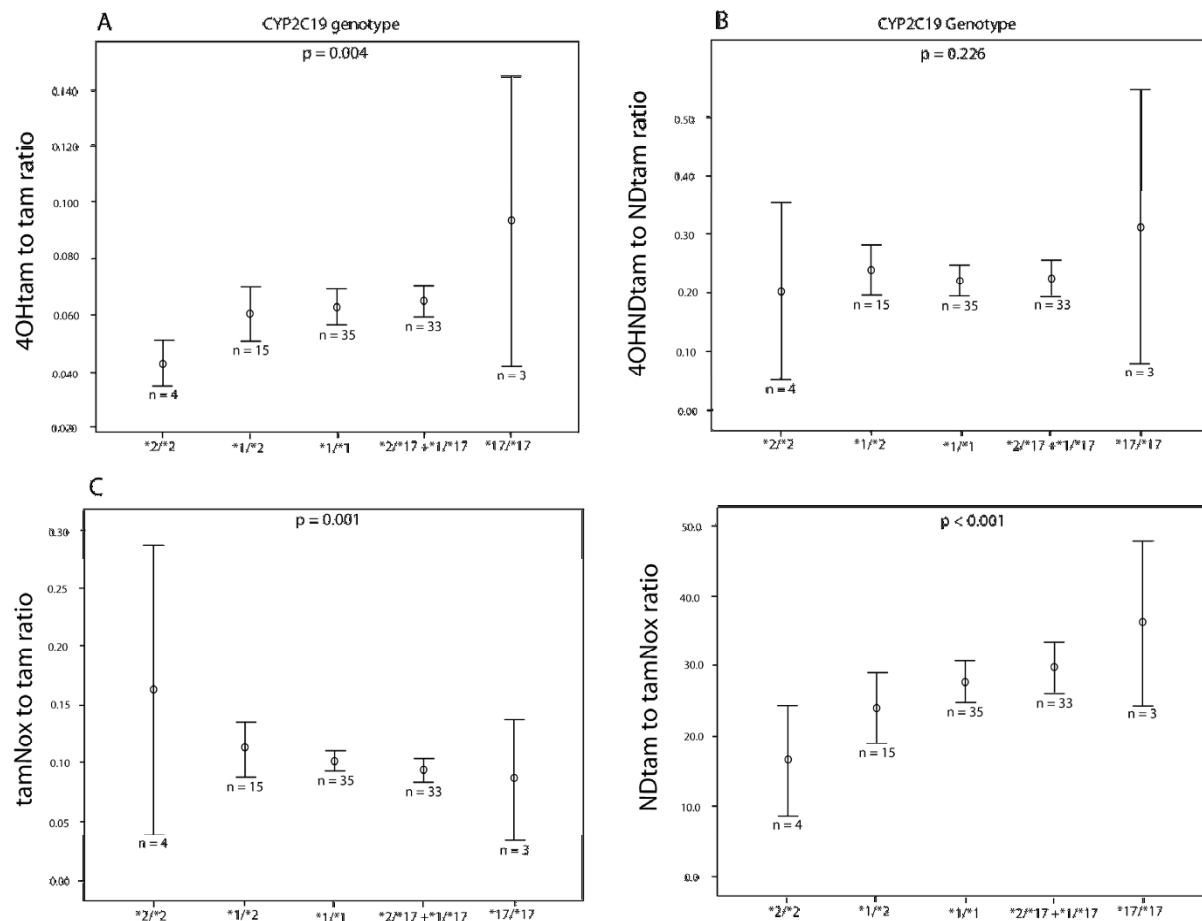 A
CYP2C19 genotype
p = 0.004
4OHtam to tam ratio
0.140
0.120
0.100
0.080
0.060
0.040
0.020
n = 4
n = 15
n = 35
n = 33
n = 3
*2/*2
*1/*2
*1/*1
*2/*17 + *1/*17
*17/*17
B
CYP2C19 Genotype
p = 0.226
4OHNDtam to NDtam ratio
0.50
0.40
0.30
0.20
0.10
0.00
n = 4
n = 15
n = 35
n = 33
n = 3
*2/*2
*1/*2
*1/*1
*2/*17 + *1/*17
*17/*17
C
p = 0.001
tamNox to tam ratio
0.30
0.25
0.20
0.15
0.10
0.05
0.00
n = 4
n = 15
n = 35
n = 33
n = 3
*2/*2
*1/*2
*1/*1
*2/*17 + *1/*17
*17/*17
p < 0.001
NDtam to tamNox ratio
50.0
40.0
30.0
20.0
10.0
0.0
n = 4
n = 15
n = 35
n = 33
n = 3
*2/*2
*1/*2
*1/*1
*2/*17 + *1/*17
*17/*17